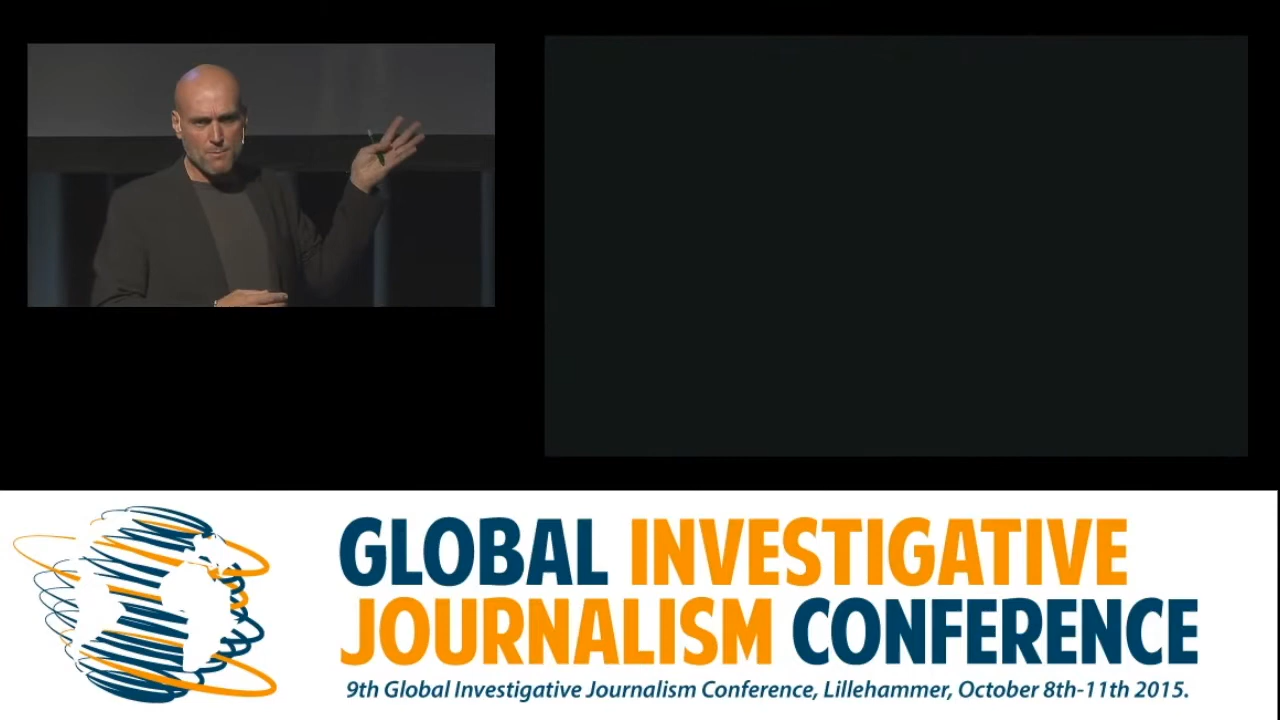 GLOBAL INVESTIGATIVE
JOURNALISM CONFERENCE
9th Global Investigative Journalism Conference, Lillehammer, October 8th-11th 2015.